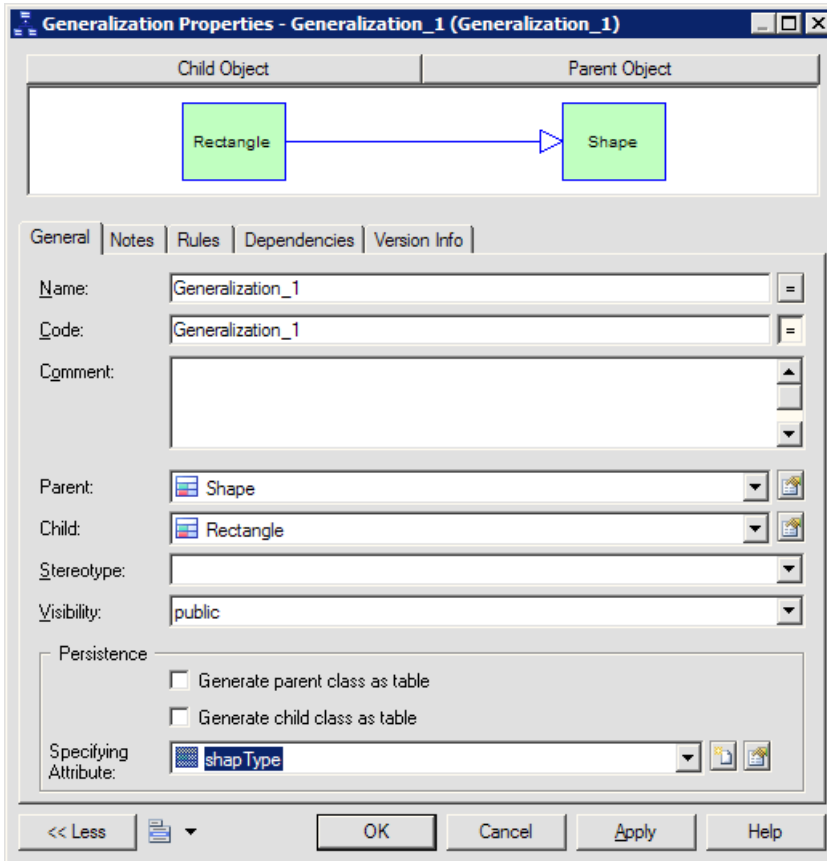 Generalization Properties - Generalization_1 (Generalization_1)
Child Object Parent Object
Rectangle Shape
General Notes Rules Dependencies Version Info
Name: Generalization_1 =
Code: Generalization_1 =
Comment:
Parent: Shape
Child: Rectangle
Stereotype:
Visibility: public
Persistence
Generate parent class as table
Generate child class as table
Specifying
Attribute: shapType
<< Less OK Cancel Apply Help